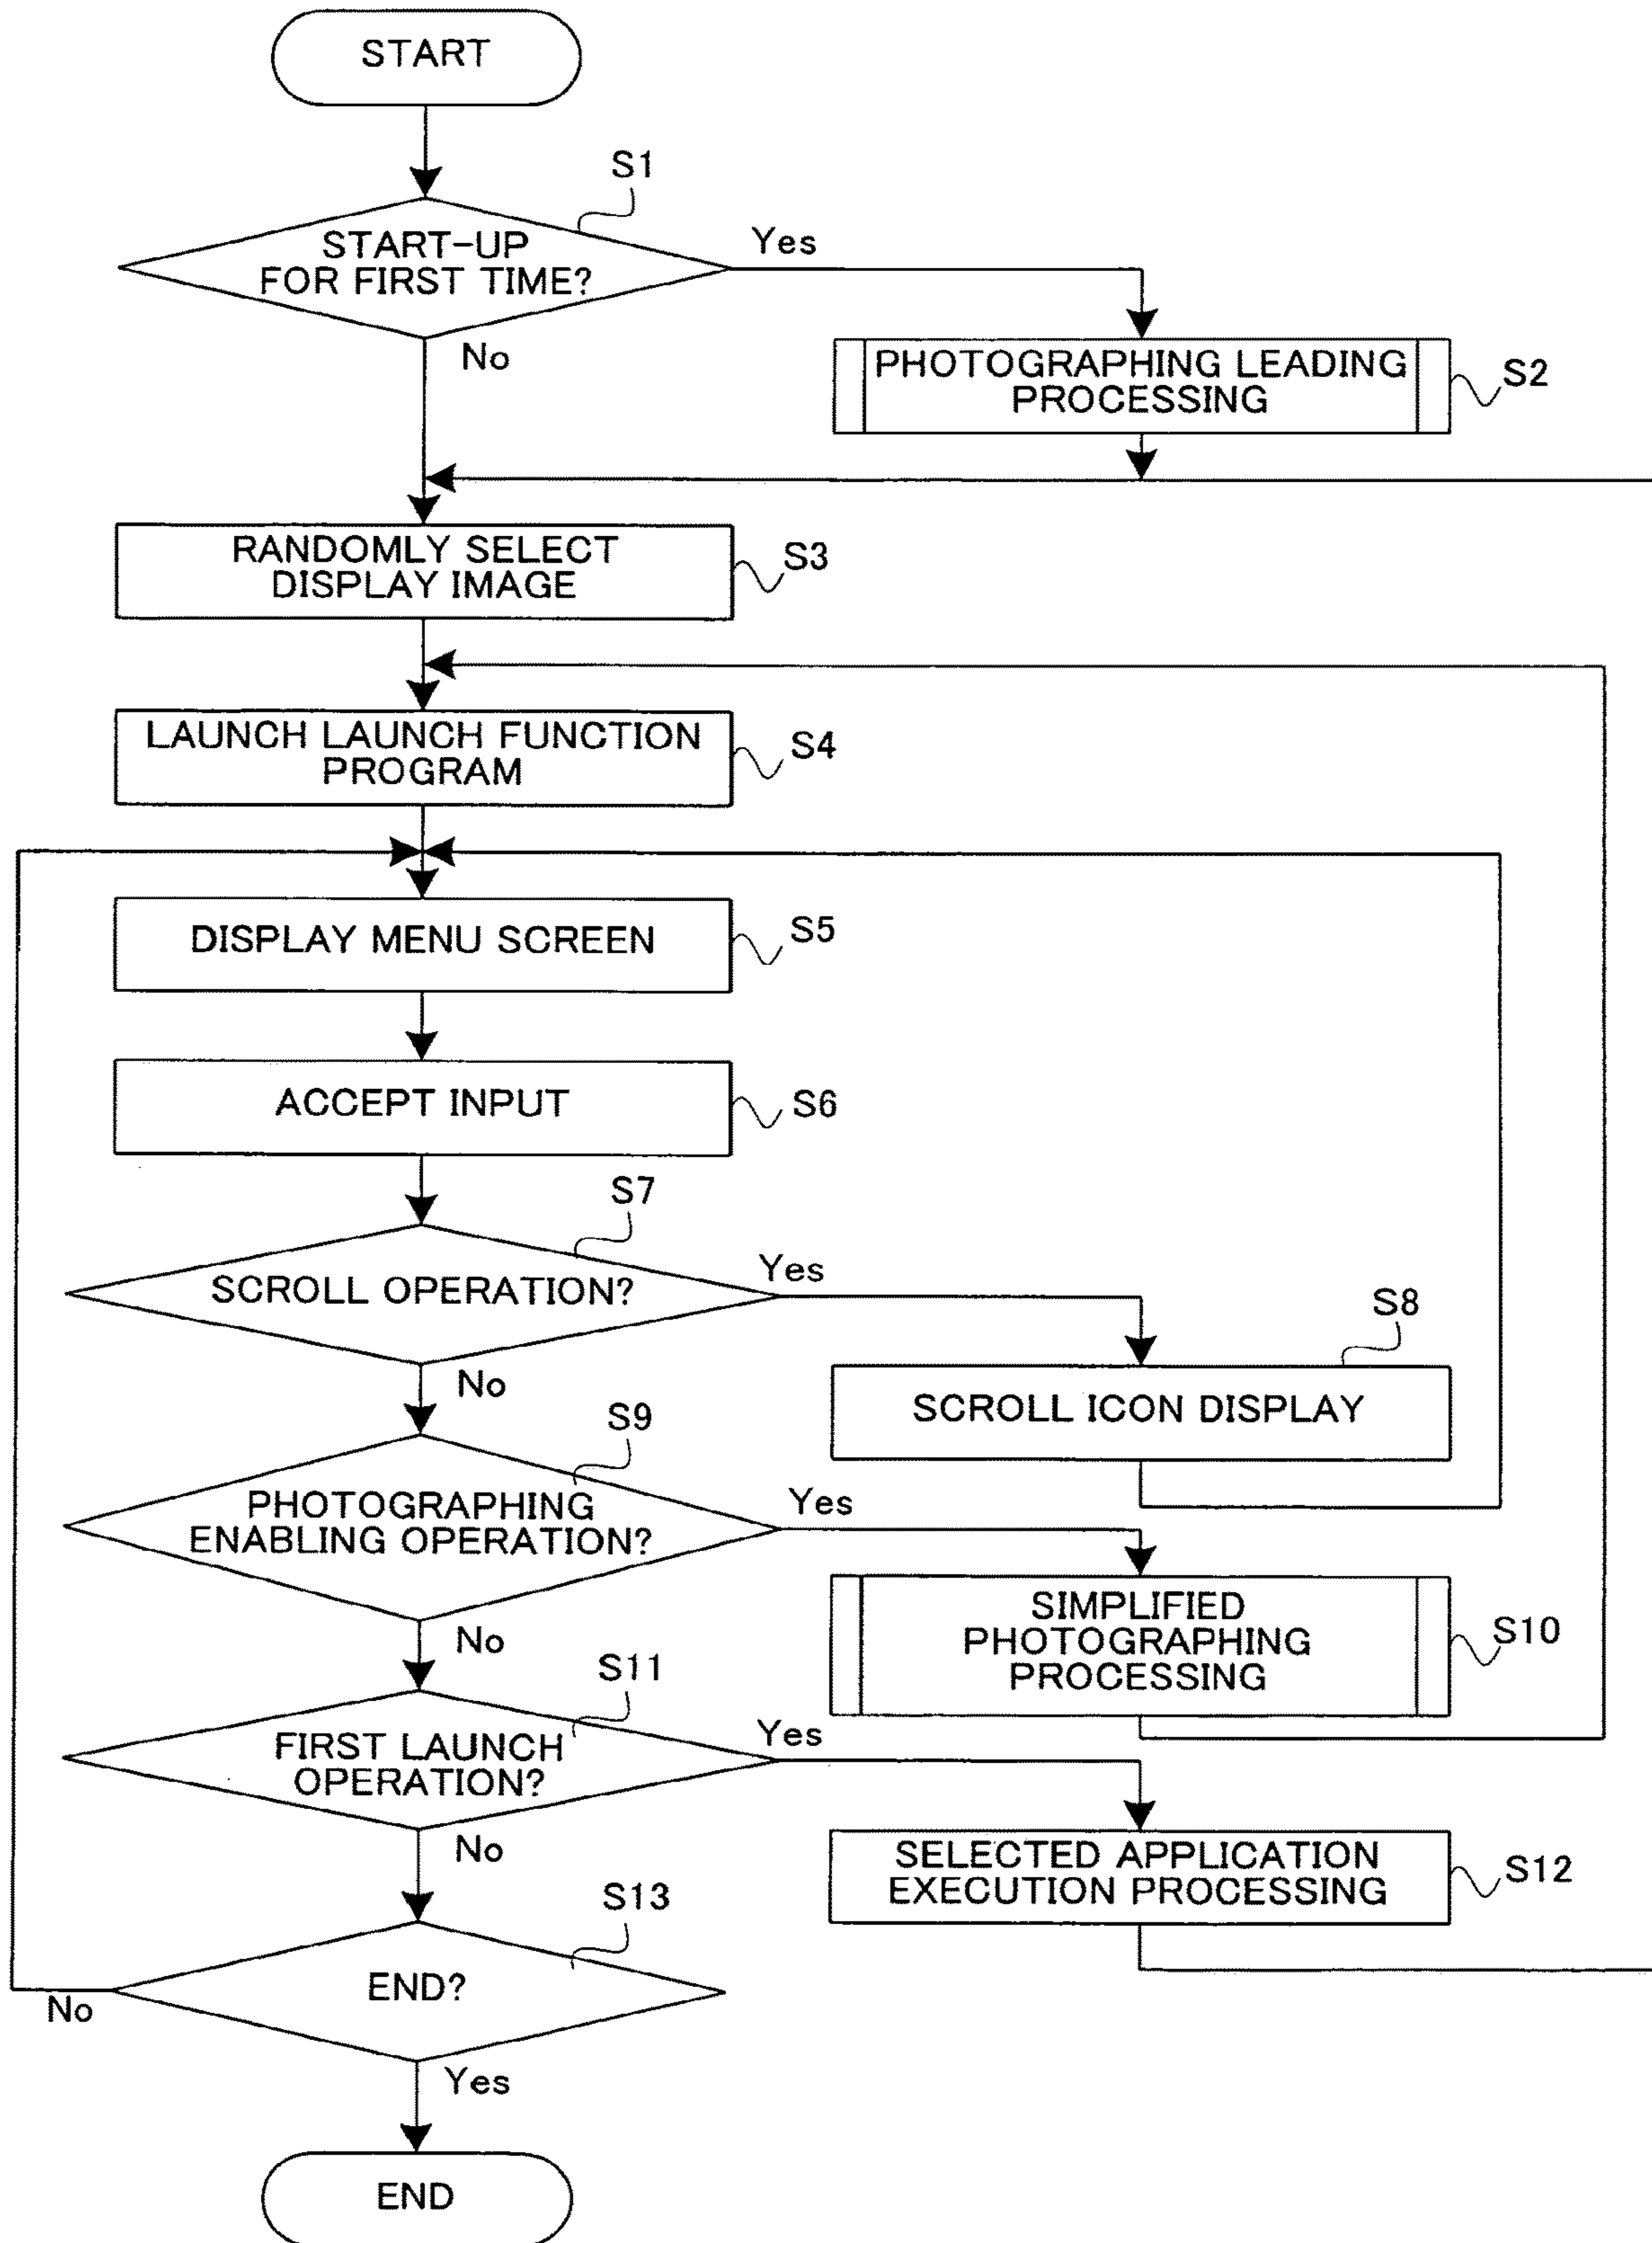 START
S1
START-UP
FOR FIRST TIME?
Yes
No
PHOTOGRAPHING LEADING
PROCESSING
S2
RANDOMLY SELECT
DISPLAY IMAGE
S3
LAUNCH LAUNCH FUNCTION
PROGRAM
S4
DISPLAY MENU SCREEN
S5
ACCEPT INPUT
S6
S7
SCROLL OPERATION?
Yes
No
S8
SCROLL ICON DISPLAY
S9
PHOTOGRAPHING
ENABLING OPERATION?
Yes
No
SIMPLIFIED
PHOTOGRAPHING
PROCESSING
S10
S11
FIRST LAUNCH
OPERATION?
Yes
No
SELECTED APPLICATION
EXECUTION PROCESSING
S12
S13
END?
No
Yes
END